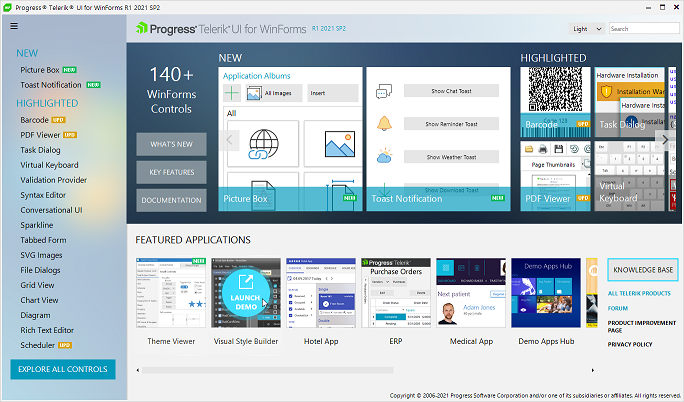 Progress® Telerik® UI for WinForms R1 2021 SP2
Progress® Telerik® UI for WinForms R1 2021 SP2
Light
Search
NEW
Picture Box NEW
Toast Notification NEW
HIGHLIGHTED
Barcode UPD
PDF Viewer UPD
Task Dialog
Virtual Keyboard
Validation Provider
Syntax Editor
Conversational UI
Sparkline
Tabbed Form
SVG Images
File Dialogs
Grid View
Chart View
Diagram
Rich Text Editor
Scheduler UPD
EXPLORE ALL CONTROLS
140+
WinForms
Controls
WHAT'S NEW
KEY FEATURES
DOCUMENTATION
NEW
Application Albums
All Images
Insert
All
Picture Box NEW
Show Chat Toast
Show Reminder Toast
Show Weather Toast
Show Download Toast
Toast Notification NEW
HIGHLIGHTED
Barcode UPD
Hardware Installation
Installation
Hardware Instal
Installa
Task Dialog
Page Thumbnails
PDF Viewer UPD
Virtual
Keyboard
FEATURED APPLICATIONS
NEW
Theme Viewer
LAUNCH
DEMO
Visual Style Builder
Hotel App
Hotel App
Progress Telerik
Purchase Orders
ERP
Next patient
Adam Jones
Medical App
Demo Apps Hub
Demo Apps Hub
KNOWLEDGE BASE
ALL TELERIK PRODUCTS
FORUM
PRODUCT IMPROVEMENT
PAGE
PRIVACY POLICY
Copyright © 2006-2021 Progress Software Corporation and/or one of its subsidiaries or affiliates. All rights reserved.